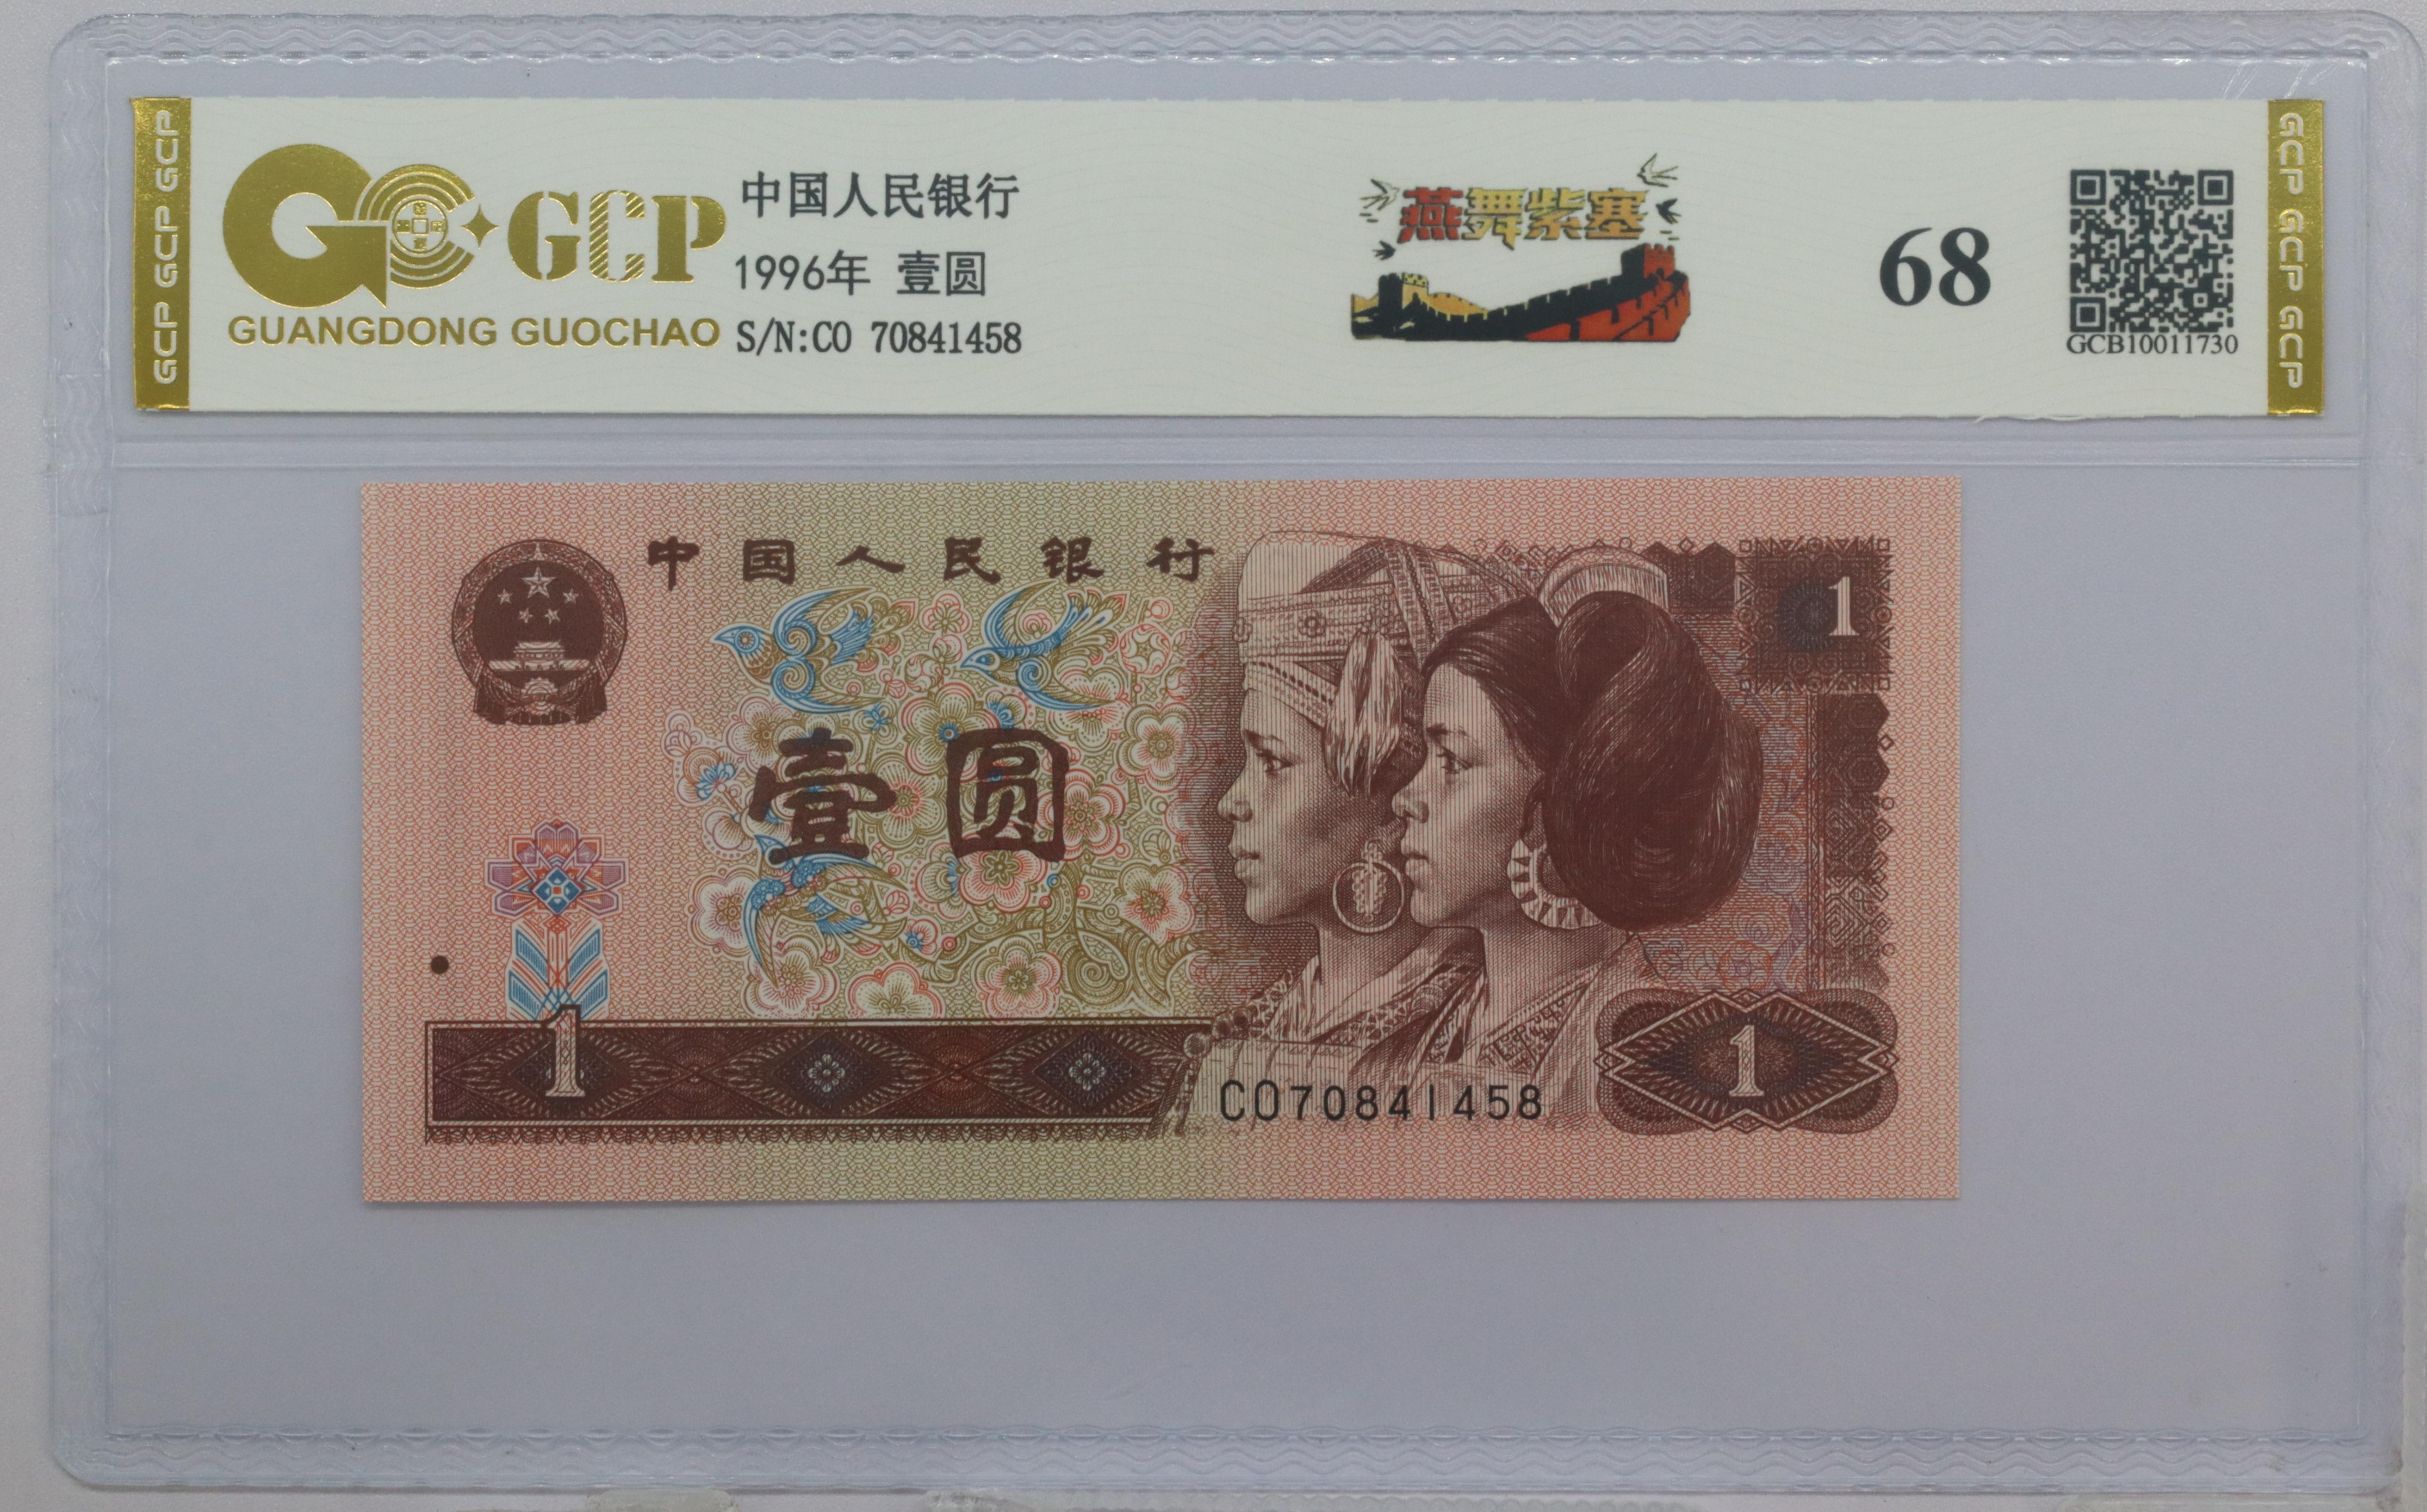 GCP GCP GCP
GCP
GUANGDONG GUOCHAO
中国人民银行
1996年 壹圆
S/N:CO 70841458
燕舞紫塞
68
GCB10011730
GCP GCP GCP
中国人民银行
1
壹圆
1
1
CO70841458